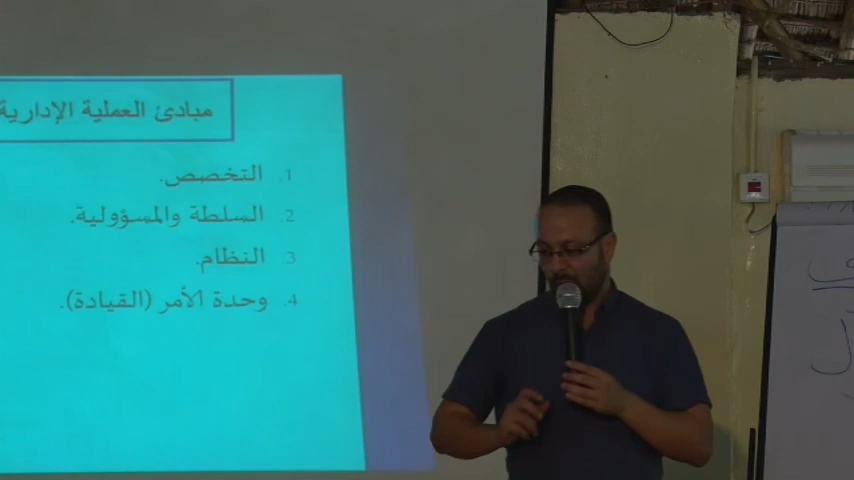 مبادئ العملية الإدارية
1. التخصص.
2. السلطة والمسؤولية.
3. النظام.
4. وحدة الأمر (القيادة).